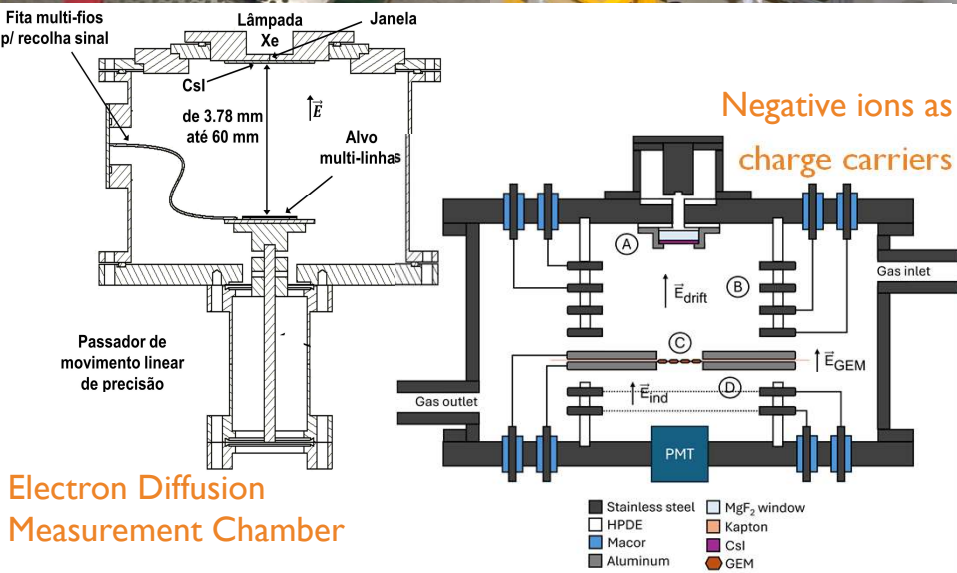 Fita multi-fios
p/ recolha sinal
Lâmpada
Xe
Janela
CsI
de 3.78 mm
até 60 mm
E
Alvo
multi-linhas
Passador de
movimento linear
de precisão
Electron Diffusion
Measurement Chamber
Negative ions as
charge carriers
A
Gas inlet
E drift
B
C
E GEM
D
E ind
Gas outlet
PMT
Stainless steel
HPDE
Macor
Aluminum
MgF₂ window
Kapton
CsI
GEM